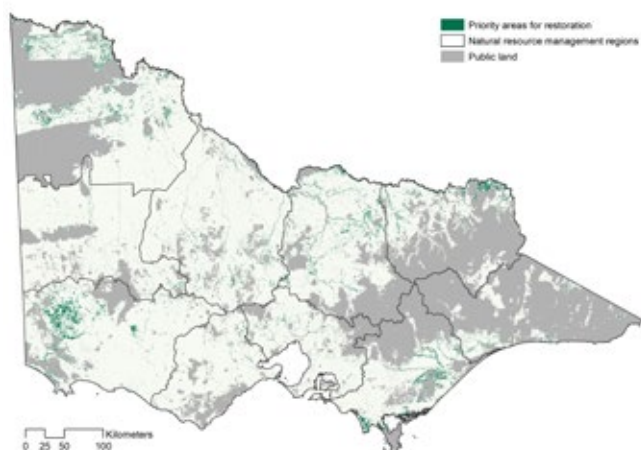 Priority areas for restoration
Natural resource management regions
Public land
Kilometers
0 25 50 100